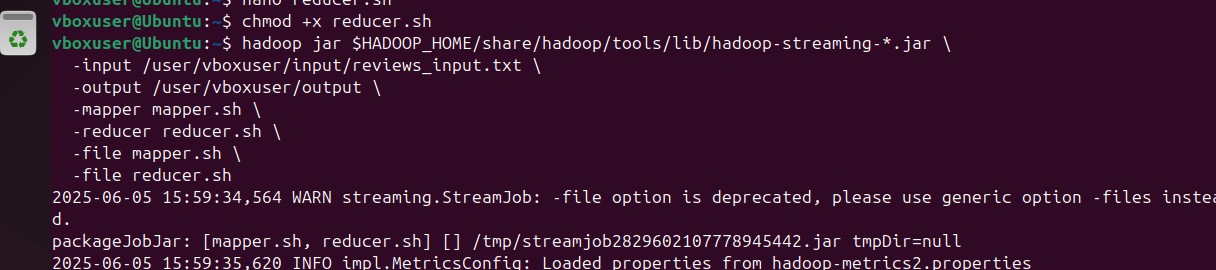 vboxuser@Ubuntu:~$ nano reducer.sh
vboxuser@Ubuntu:~$ chmod +x reducer.sh
vboxuser@Ubuntu:~$ hadoop jar $HADOOP_HOME/share/hadoop/tools/lib/hadoop-streaming-*.jar \
  -input /user/vboxuser/input/reviews_input.txt \
  -output /user/vboxuser/output \
  -mapper mapper.sh \
  -reducer reducer.sh \
  -file mapper.sh \
  -file reducer.sh
2025-06-05 15:59:34,564 WARN streaming.StreamJob: -file option is deprecated, please use generic option -files instea
d.
packageJobJar: [mapper.sh, reducer.sh] [] /tmp/streamjob2829602107778945442.jar tmpDir=null
2025-06-05 15:59:35,620 INFO impl.MetricsConfig: Loaded properties from hadoop-metrics2.properties